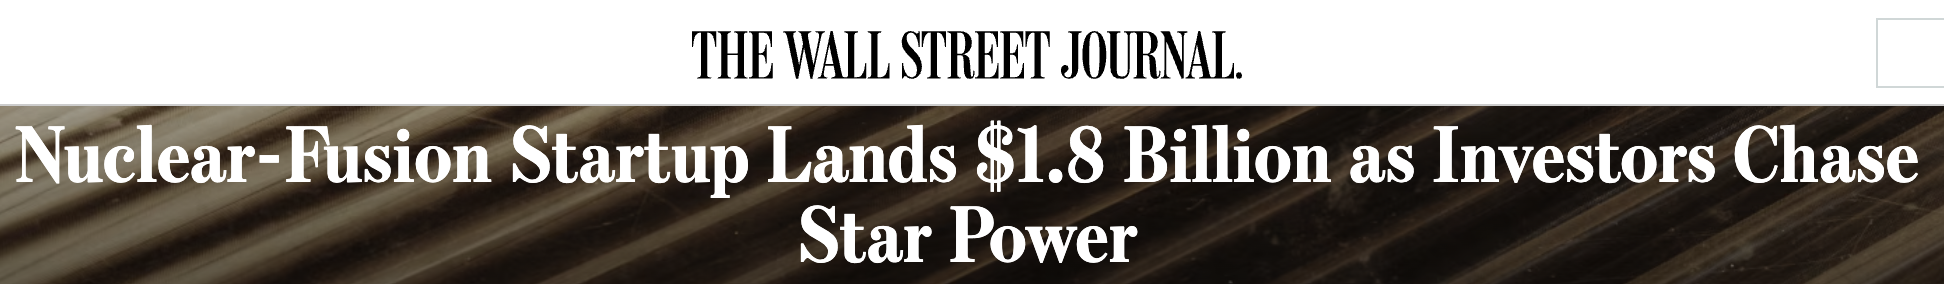 THE WALL STREET JOURNAL.
Nuclear-Fusion Startup Lands $1.8 Billion as Investors Chase
Star Power